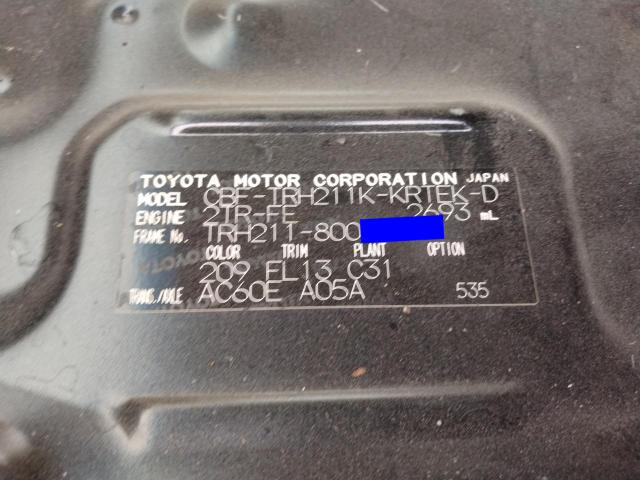 TOYOTA MOTOR CORPORATION JAPAN
MODEL CBF-TRH211K-KRTEK-D
ENGINE 2TR-FE 2693 mL
FRAME No. TRH211-800
COLOR TRIM PLANT OPTION
209 FL13 C31
TRANS./AXLE AC60E A05A 535